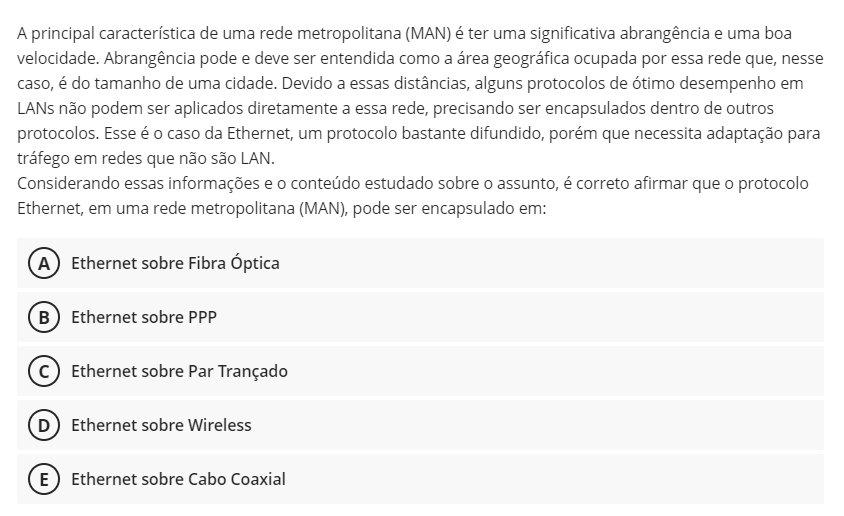 A principal característica de uma rede metropolitana (MAN) é ter uma significativa abrangência e uma boa
velocidade. Abrangência pode e deve ser entendida como a área geográfica ocupada por essa rede que, nesse
caso, é do tamanho de uma cidade. Devido a essas distâncias, alguns protocolos de ótimo desempenho em
LANs não podem ser aplicados diretamente a essa rede, precisando ser encapsulados dentro de outros
protocolos. Esse é o caso da Ethernet, um protocolo bastante difundido, porém que necessita adaptação para
tráfego em redes que não são LAN.
Considerando essas informações e o conteúdo estudado sobre o assunto, é correto afirmar que o protocolo
Ethernet, em uma rede metropolitana (MAN), pode ser encapsulado em:
A Ethernet sobre Fibra Óptica
B Ethernet sobre PPP
C Ethernet sobre Par Trançado
D Ethernet sobre Wireless
E Ethernet sobre Cabo Coaxial